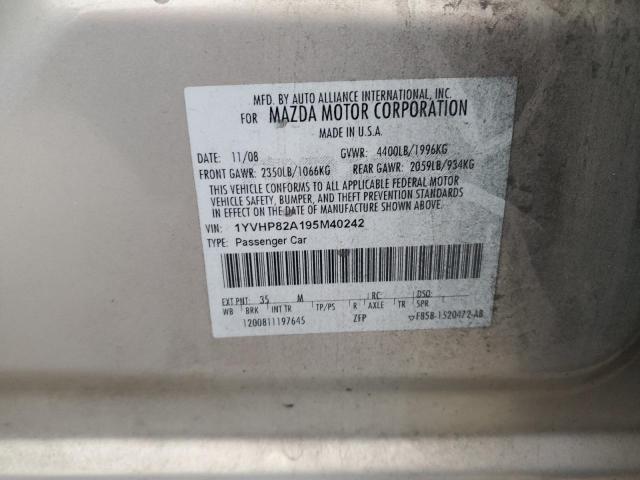 MFD. BY AUTO ALLIANCE INTERNATIONAL, INC.
FOR MAZDA MOTOR CORPORATION
MADE IN U.S.A.
DATE: 11/08 GVWR: 4400LB/1996KG
FRONT GAWR: 2350LB/1066KG REAR GAWR: 2059LB/934KG
THIS VEHICLE CONFORMS TO ALL APPLICABLE FEDERAL MOTOR
VEHICLE SAFETY, BUMPER, AND THEFT PREVENTION STANDARDS
IN EFFECT ON THE DATE OF MANUFACTURE SHOWN ABOVE.
VIN: 1YVHP82A195M40242
TYPE: Passenger Car
EXT PNT: 35 M RC: DSO:
WB BRK INT TR TP/PS R AXLE TR SPR
1200811197645 ZFP F85B-1520472-AB